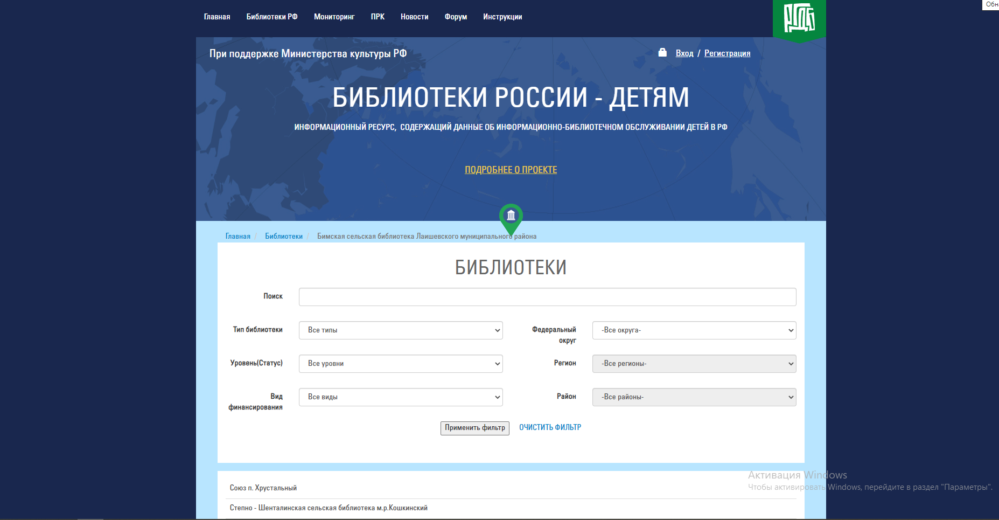 Обн
Главная Библиотеки РФ Мониторинг ПРК Новости Форум Инструкции
РГДБ
При поддержке Министерства культуры РФ
Вход / Регистрация
БИБЛИОТЕКИ РОССИИ - ДЕТЯМ
ИНФОРМАЦИОННЫЙ РЕСУРС, СОДЕРЖАЩИЙ ДАННЫЕ ОБ ИНФОРМАЦИОННО-БИБЛИОТЕЧНОМ ОБСЛУЖИВАНИИ ДЕТЕЙ В РФ
ПОДРОБНЕЕ О ПРОЕКТЕ
Главная / Библиотеки / Бимская сельская библиотека Лаишевского муниципального района
БИБЛИОТЕКИ
Поиск
Тип библиотеки Все типы
Федеральный
округ
-Все округа-
Уровень(Статус) Все уровни
Регион -Все регионы-
Вид
финансирования
Все виды
Район -Все районы-
Применить фильтр ОЧИСТИТЬ ФИЛЬТР
Союз п. Хрустальный
Степно - Шенталинская сельская библиотека м.р.Кошкинский
Активация Windows
Чтобы активировать Windows, перейдите в раздел "Параметры".